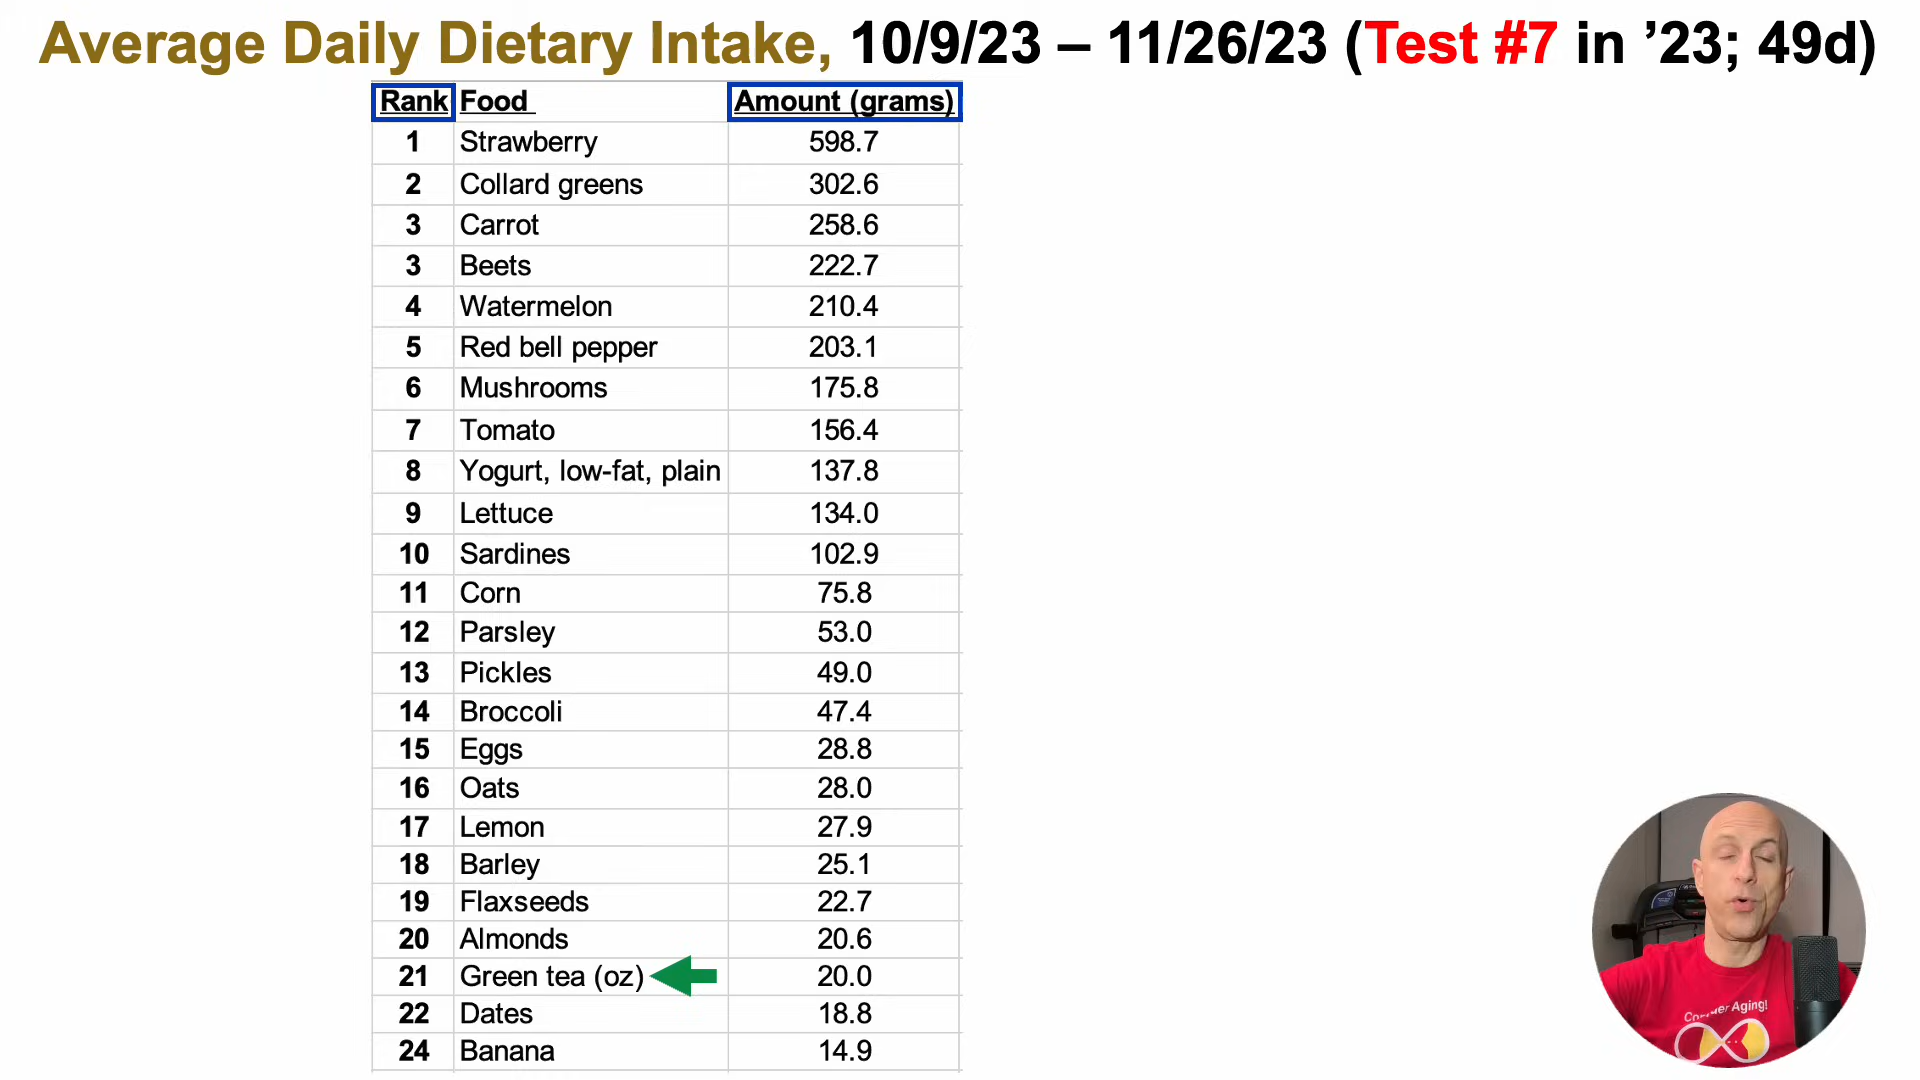 Average Daily Dietary Intake, 10/9/23 – 11/26/23 (Test #7 in ’23; 49d)
Rank Food Amount (grams)
1 Strawberry 598.7
2 Collard greens 302.6
3 Carrot 258.6
3 Beets 222.7
4 Watermelon 210.4
5 Red bell pepper 203.1
6 Mushrooms 175.8
7 Tomato 156.4
8 Yogurt, low-fat, plain 137.8
9 Lettuce 134.0
10 Sardines 102.9
11 Corn 75.8
12 Parsley 53.0
13 Pickles 49.0
14 Broccoli 47.4
15 Eggs 28.8
16 Oats 28.0
17 Lemon 27.9
18 Barley 25.1
19 Flaxseeds 22.7
20 Almonds 20.6
21 Green tea (oz) 20.0
22 Dates 18.8
24 Banana 14.9
Aging!